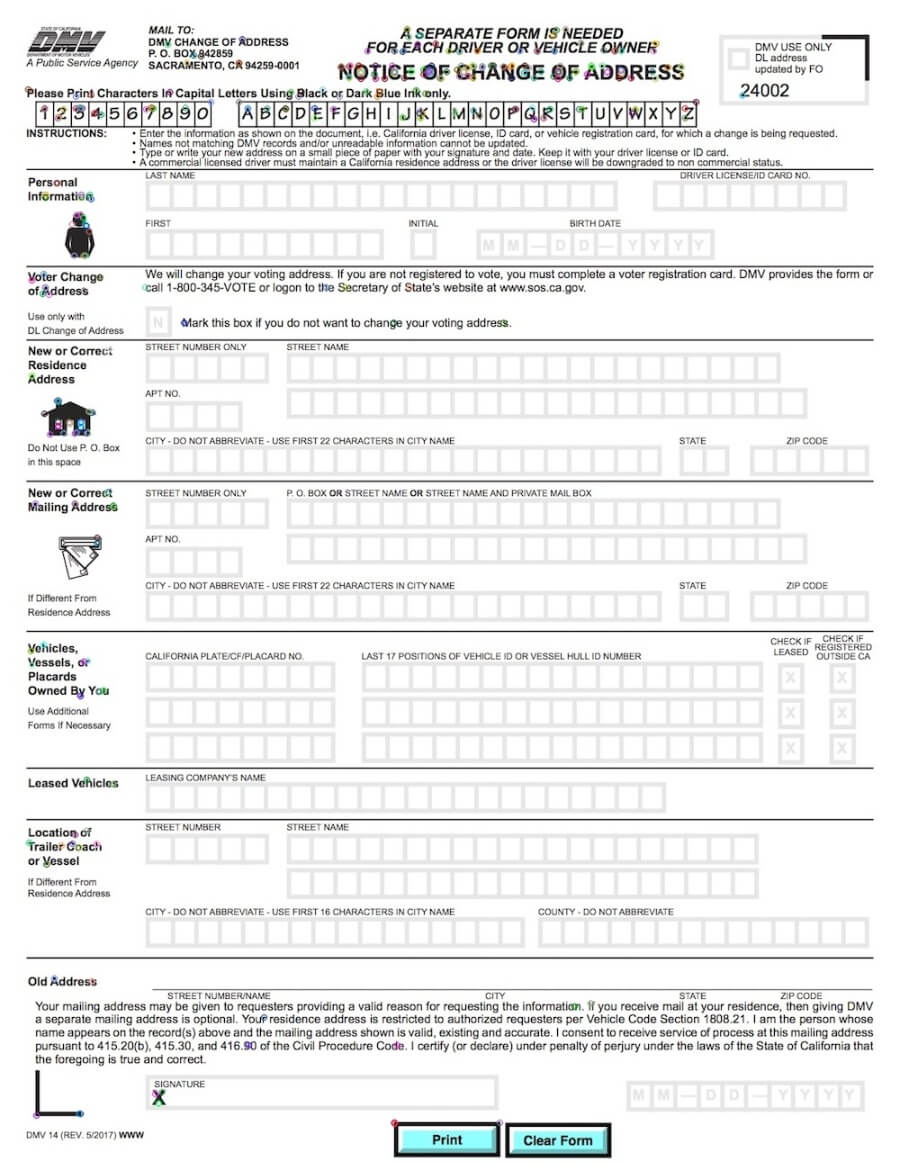 STATE OF CALIFORNIA
DMV
DEPARTMENT OF MOTOR VEHICLES
A Public Service Agency
MAIL TO:
DMV CHANGE OF ADDRESS
P. O. BOX 942859
SACRAMENTO, CA 94259-0001
A SEPARATE FORM IS NEEDED
FOR EACH DRIVER OR VEHICLE OWNER
NOTICE OF CHANGE OF ADDRESS
DMV USE ONLY
DL address
updated by FO
24002
Please Print Characters In Capital Letters Using Black or Dark Blue Ink only.
1 2 3 4 5 6 7 8 9 0 A B C D E F G H I J K L M N O P Q R S T U V W X Y Z
INSTRUCTIONS:
• Enter the information as shown on the document, i.e. California driver license, ID card, or vehicle registration card, for which a change is being requested.
• Names not matching DMV records and/or unreadable information cannot be updated.
• Type or write your new address on a small piece of paper with your signature and date. Keep it with your driver license or ID card.
• A commercial licensed driver must maintain a California residence address or the driver license will be downgraded to non commercial status.
Personal
Information
LAST NAME
DRIVER LICENSE/ID CARD NO.
FIRST
INITIAL
BIRTH DATE
M M — D D — Y Y Y Y
Voter Change
of Address
We will change your voting address. If you are not registered to vote, you must complete a voter registration card. DMV provides the form or
call 1-800-345-VOTE or logon to the Secretary of State's website at www.sos.ca.gov.
Use only with
DL Change of Address
N
Mark this box if you do not want to change your voting address.
New or Correct
Residence
Address
STREET NUMBER ONLY
STREET NAME
APT NO.
Do Not Use P. O. Box
in this space
CITY - DO NOT ABBREVIATE - USE FIRST 22 CHARACTERS IN CITY NAME
STATE
ZIP CODE
New or Correct
Mailing Address
STREET NUMBER ONLY
P. O. BOX OR STREET NAME OR STREET NAME AND PRIVATE MAIL BOX
APT NO.
If Different From
Residence Address
CITY - DO NOT ABBREVIATE - USE FIRST 22 CHARACTERS IN CITY NAME
STATE
ZIP CODE
Vehicles,
Vessels, or
Placards
Owned By You
Use Additional
Forms If Necessary
CALIFORNIA PLATE/CF/PLACARD NO.
LAST 17 POSITIONS OF VEHICLE ID OR VESSEL HULL ID NUMBER
CHECK IF
LEASED
CHECK IF
REGISTERED
OUTSIDE CA
X X
X X
X X
Leased Vehicles
LEASING COMPANY'S NAME
Location of
Trailer Coach
or Vessel
If Different From
Residence Address
STREET NUMBER
STREET NAME
CITY - DO NOT ABBREVIATE - USE FIRST 16 CHARACTERS IN CITY NAME
COUNTY - DO NOT ABBREVIATE
Old Address
STREET NUMBER/NAME
CITY
STATE
ZIP CODE
Your mailing address may be given to requesters providing a valid reason for requesting the information. If you receive mail at your residence, then giving DMV
a separate mailing address is optional. Your residence address is restricted to authorized requesters per Vehicle Code Section 1808.21. I am the person whose
name appears on the record(s) above and the mailing address shown is valid, existing and accurate. I consent to receive service of process at this mailing address
pursuant to 415.20(b), 415.30, and 416.90 of the Civil Procedure Code. I certify (or declare) under penalty of perjury under the laws of the State of California that
the foregoing is true and correct.
SIGNATURE
X
M M — D D — Y Y Y Y
DMV 14 (REV. 5/2017) WWW
Print
Clear Form